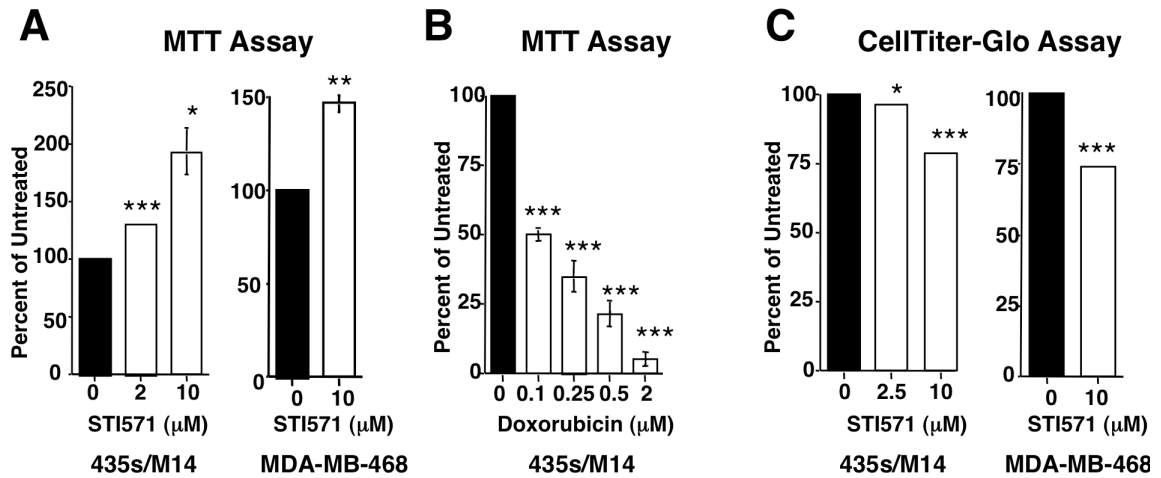 A
MTT Assay
Percent of Untreated
250
200
150
100
50
0
***
*
0 2 10
STI571 (μM)
435s/M14
150
100
50
0
**
0 10
STI571 (μM)
MDA-MB-468
B
MTT Assay
Percent of Untreated
100
75
50
25
0
***
***
***
***
0 0.1 0.25 0.5 2
Doxorubicin (μM)
435s/M14
C
CellTiter-Glo Assay
Percent of Untreated
100
75
50
25
0
*
***
0 2.5 10
STI571 (μM)
435s/M14
100
75
50
25
0
***
0 10
STI571 (μM)
MDA-MB-468